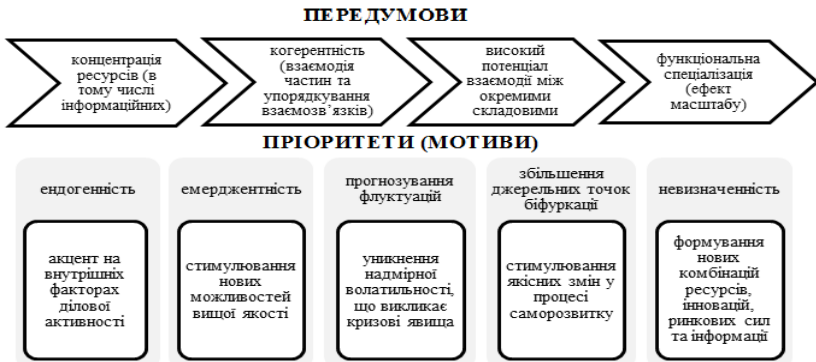 ПЕРЕДУМОВИ
концентрація
ресурсів (в
тому числі
інформаційних)
когерентність
(взаємодія
частин та
упорядкування
взаємозв’язків)
високий
потенціал
взаємодії між
окремими
складовими
функціональна
спеціалізація
(ефект
масштабу)
ПРІОРИТЕТИ (МОТИВИ)
ендогенність
акцент на
внутрішніх
факторах
ділової
активності
емерджентність
стимулювання
нових
можливостей
вищої якості
прогнозування
флуктуацій
уникнення
надмірної
волатильності,
що викликає
кризові явища
збільшення
джерельних точок
біфуркації
стимулювання
якісних змін у
процесі
саморозвитку
невизначенність
формування
нових
комбінацій
ресурсів,
інновацій,
ринкових сил
та інформації